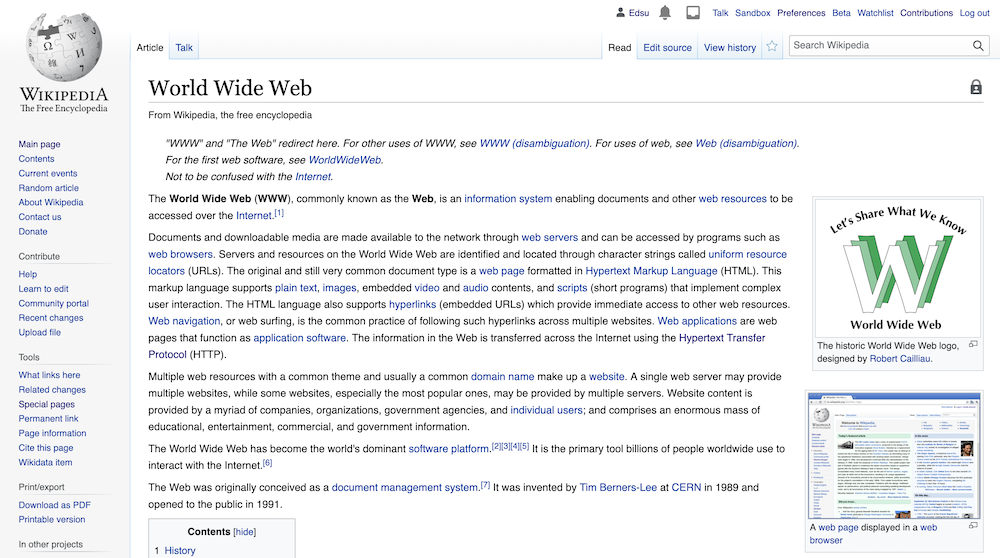 Edsu Talk Sandbox Preferences Beta Watchlist Contributions Log out
Article Talk Read Edit source View history Search Wikipedia
WIKIPEDIA
The Free Encyclopedia
Main page
Contents
Current events
Random article
About Wikipedia
Contact us
Donate
Contribute
Help
Learn to edit
Community portal
Recent changes
Upload file
Tools
What links here
Related changes
Special pages
Permanent link
Page information
Cite this page
Wikidata item
Print/export
Download as PDF
Printable version
In other projects
World Wide Web
From Wikipedia, the free encyclopedia
"WWW" and "The Web" redirect here. For other uses of WWW, see WWW (disambiguation). For uses of web, see Web (disambiguation).
For the first web software, see WorldWideWeb.
Not to be confused with the Internet.
The World Wide Web (WWW), commonly known as the Web, is an information system enabling documents and other web resources to be
accessed over the Internet.[1]
Documents and downloadable media are made available to the network through web servers and can be accessed by programs such as
web browsers. Servers and resources on the World Wide Web are identified and located through character strings called uniform resource
locators (URLs). The original and still very common document type is a web page formatted in Hypertext Markup Language (HTML). This
markup language supports plain text, images, embedded video and audio contents, and scripts (short programs) that implement complex
user interaction. The HTML language also supports hyperlinks (embedded URLs) which provide immediate access to other web resources.
Web navigation, or web surfing, is the common practice of following such hyperlinks across multiple websites. Web applications are web
pages that function as application software. The information in the Web is transferred across the Internet using the Hypertext Transfer
Protocol (HTTP).
Multiple web resources with a common theme and usually a common domain name make up a website. A single web server may provide
multiple websites, while some websites, especially the most popular ones, may be provided by multiple servers. Website content is
provided by a myriad of companies, organizations, government agencies, and individual users; and comprises an enormous mass of
educational, entertainment, commercial, and government information.
The World Wide Wehas become the world's dominant software platform.[2][3][4][5] It is the primary tool billions of people worldwide use to
interact with the Internet.[6]
The Web was originalconceived as a document management system.[7] It was invented by Tim Berners-Lee at CERN in 1989 and
opened to the public in 1991.
Contents [hide]
1 History
Let's Share What We Know
World Wide Web
The historic World Wide Web logo,
designed by Robert Cailliau.
A web page displayed in a web
browser